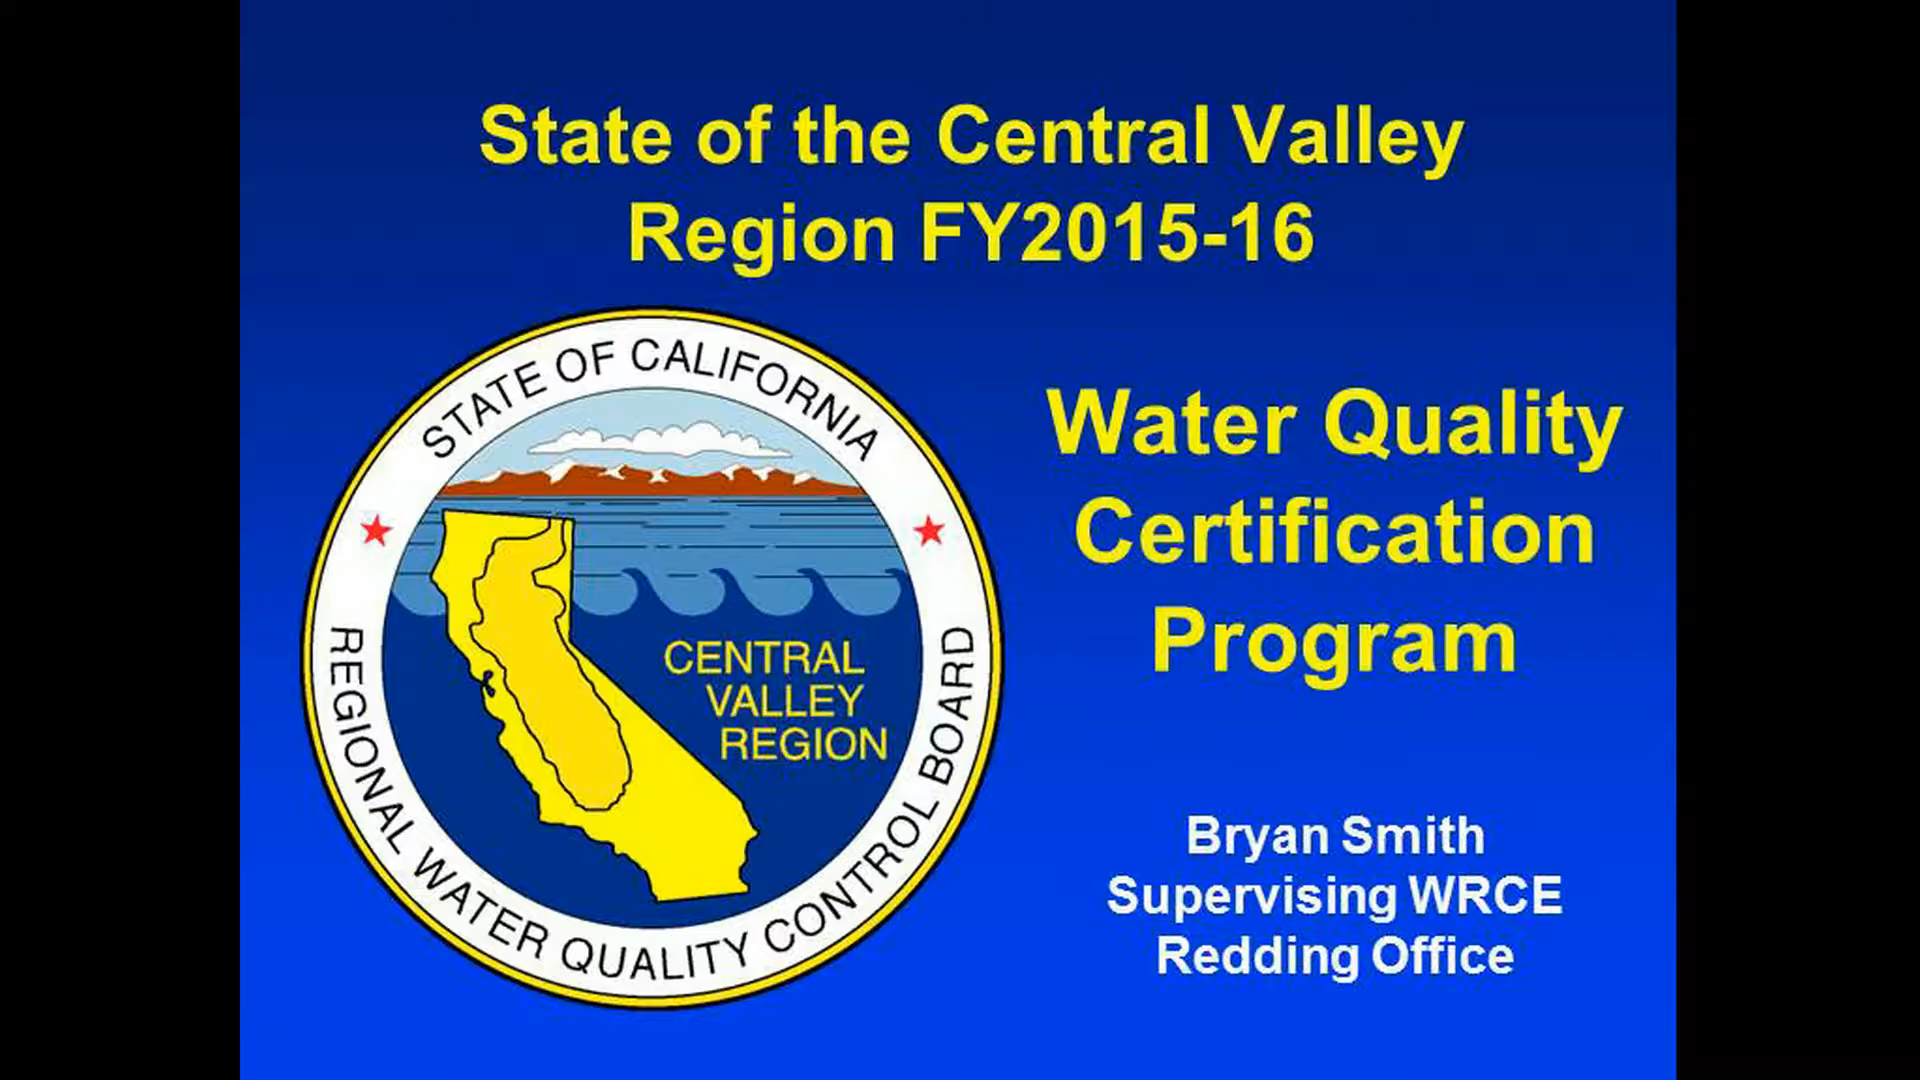 State of the Central Valley
Region FY2015-16
STATE OF CALIFORNIA
REGIONAL WATER QUALITY CONTROL BOARD
CENTRAL
VALLEY
REGION
Water Quality
Certification
Program
Bryan Smith
Supervising WRCE
Redding Office